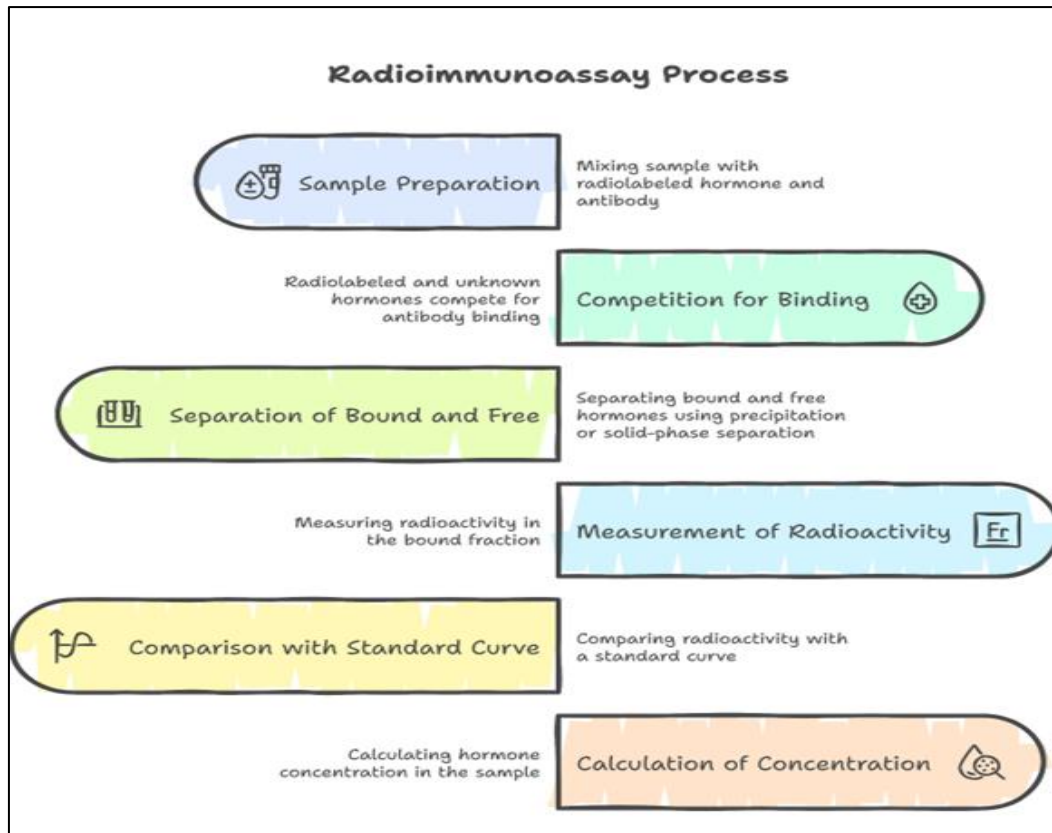 Radioimmunoassay Process
Sample Preparation
Mixing sample with
radiolabeled hormone and
antibody
Radiolabeled and unknown
hormones compete for
antibody binding
Competition for Binding
Separation of Bound and Free
Separating bound and free
hormones using precipitation
or solid-phase separation
Measuring radioactivity in
the bound fraction
Measurement of Radioactivity
Fr
Comparison with Standard Curve
Comparing radioactivity with
a standard curve
Calculating hormone
concentration in the sample
Calculation of Concentration